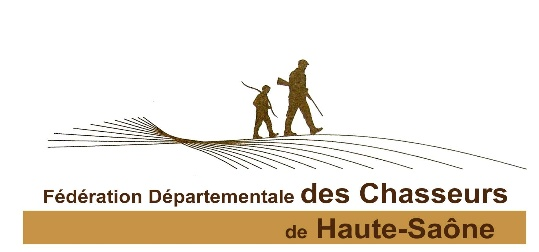 Fédération Départementale des Chasseurs
de Haute-Saône